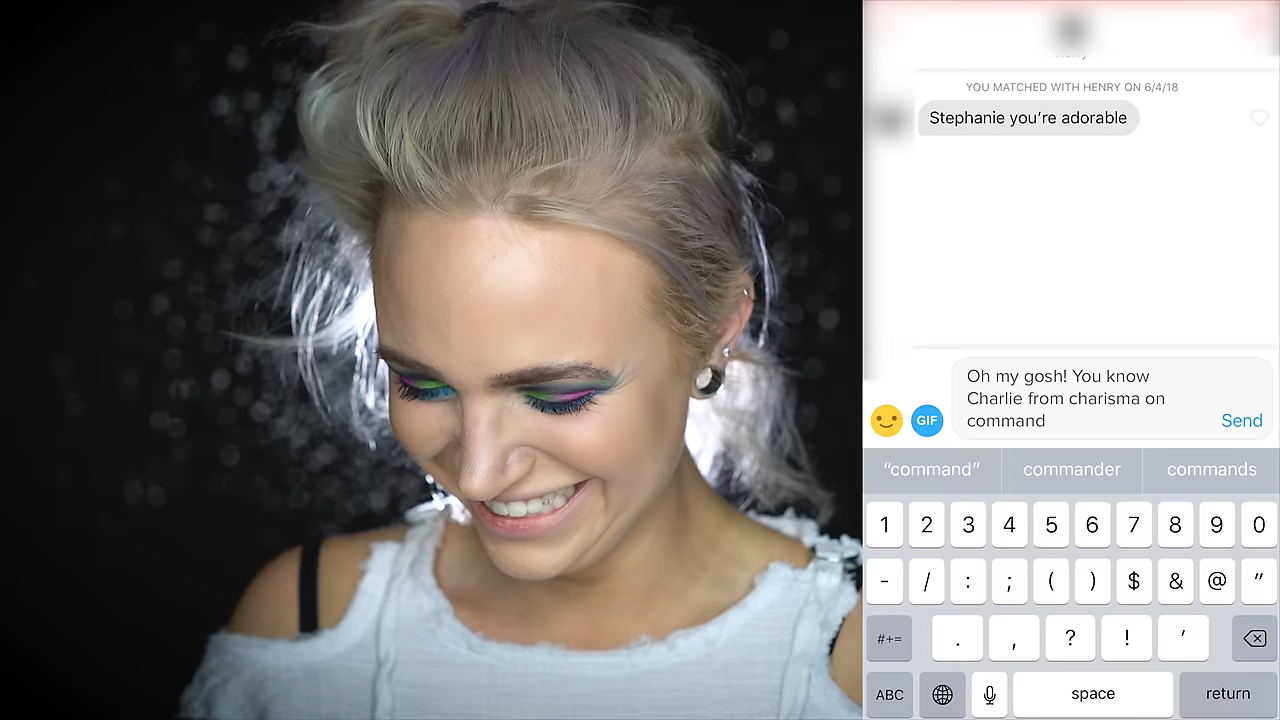 YOU MATCHED WITH HENRY ON 6/4/18
Stephanie you’re adorable
Oh my gosh! You know
Charlie from charisma on
command
Send
GIF
“command”
commander
commands
1 2 3 4 5 6 7 8 9 0
- / : ; ( ) $ & @ ”
#+= . , ? ! ’
ABC space return